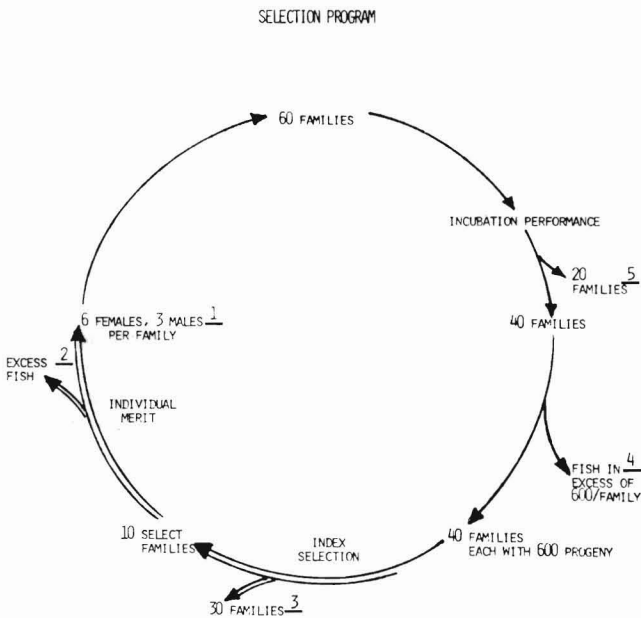 SELECTION PROGRAM
60 FAMILIES
INCUBATION PERFORMANCE
20 5
FAMILIES
40 FAMILIES
FISH IN 4
EXCESS OF
600/FAMILY
40 FAMILIES
EACH WITH 600 PROGENY
INDEX
SELECTION
30 FAMILIES 3
10 SELECT
FAMILIES
INDIVIDUAL
MERIT
EXCESS 2
FISH
6 FEMALES, 3 MALES 1
PER FAMILY